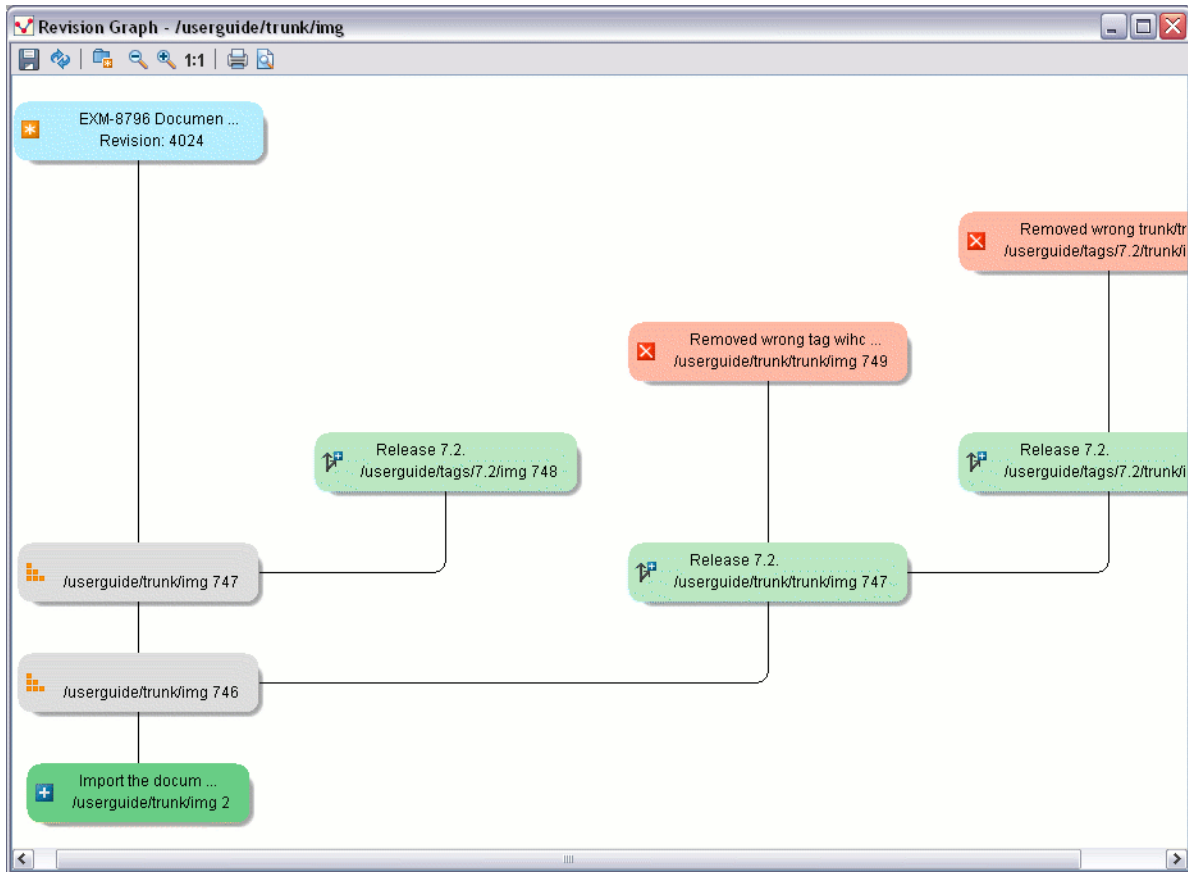 Revision Graph - /userguide/trunk/img
1:1
EXM-8796 Documen ...
Revision: 4024
Removed wrong trunk/tr
/userguide/tags/7.2/trunk/i
Removed wrong tag wihc ...
/userguide/trunk/trunk/img 749
Release 7.2.
/userguide/tags/7.2/img 748
Release 7.2.
/userguide/tags/7.2/trunk/i
/userguide/trunk/img 747
Release 7.2.
/userguide/trunk/trunk/img 747
/userguide/trunk/img 746
Import the docum ...
/userguide/trunk/img 2